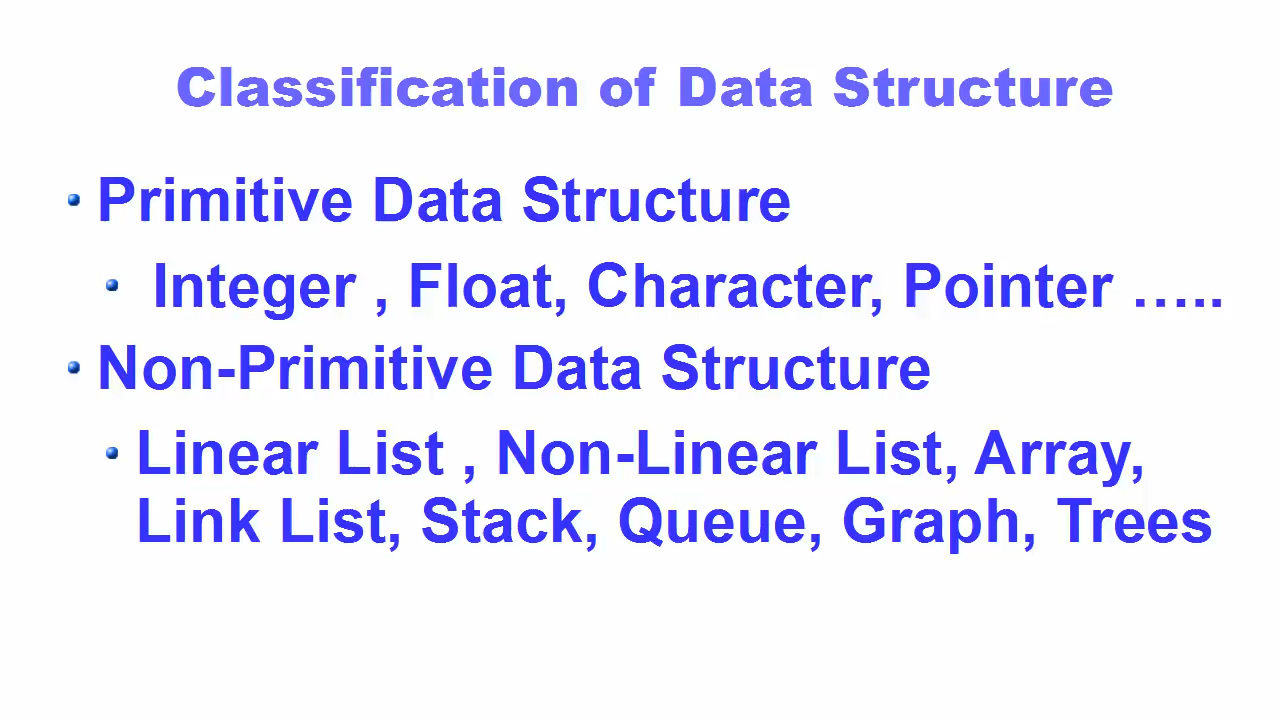 Classification of Data Structure
• Primitive Data Structure
• Integer , Float, Character, Pointer …..
• Non-Primitive Data Structure
• Linear List , Non-Linear List, Array,
Link List, Stack, Queue, Graph, Trees